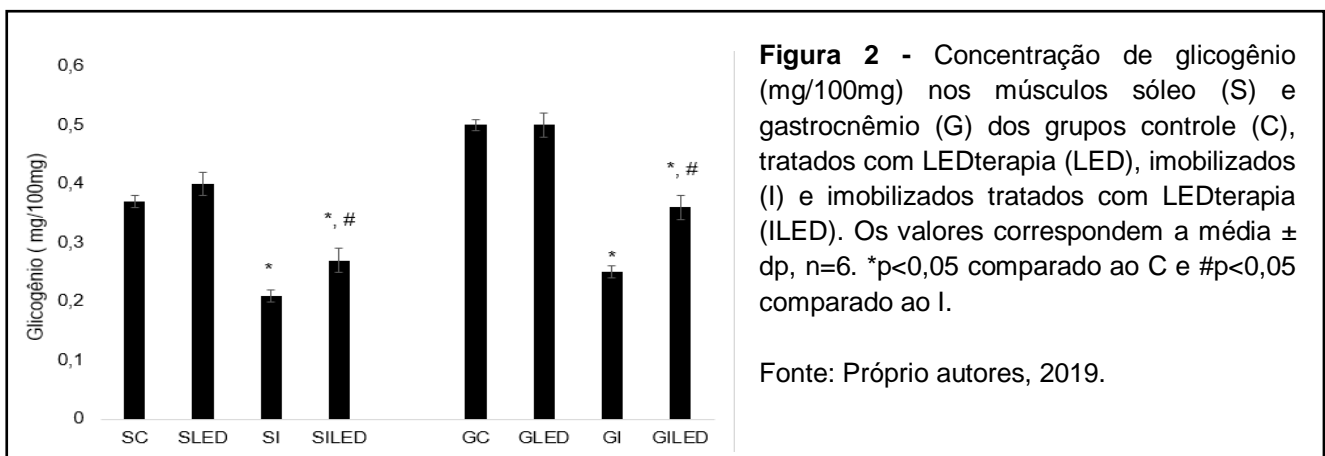 0,6
0,5
0,4
0,3
0,2
0,1
0
Glicogênio ( mg/100mg)
*
*, #
*
*, #
SC SLED SI SILED GC GLED GI GILED
Figura 2 - Concentração de glicogênio
(mg/100mg) nos músculos sóleo (S) e
gastrocnêmio (G) dos grupos controle (C),
tratados com LEDterapia (LED), imobilizados
(I) e imobilizados tratados com LEDterapia
(ILED). Os valores correspondem a média ±
dp, n=6. *p<0,05 comparado ao C e #p<0,05
comparado ao I.
Fonte: Próprio autores, 2019.